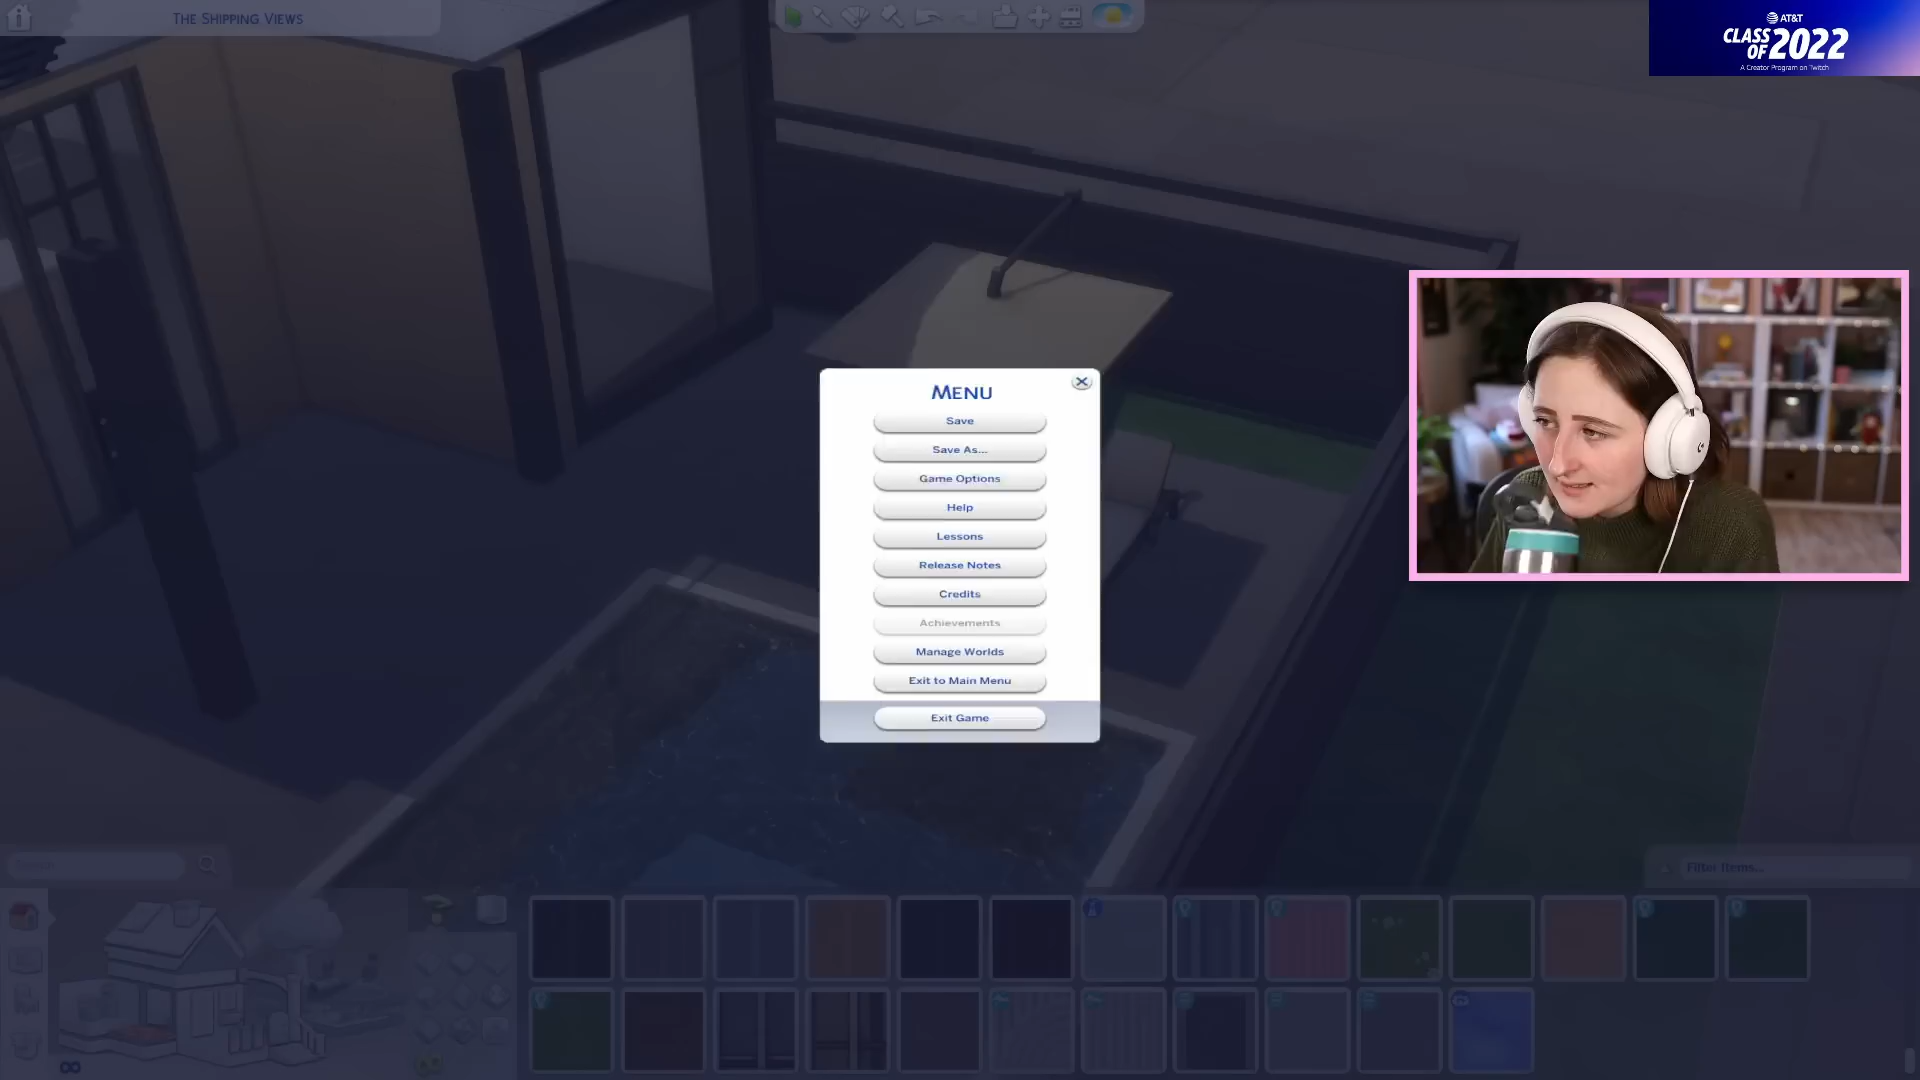 The Shipping Views
AT&T
CLASS
OF 2022
A Creator Program on Twitch
Menu
Save
Save As...
Game Options
Help
Lessons
Release Notes
Credits
Achievements
Manage Worlds
Exit to Main Menu
Exit Game
Search
Filter Items...